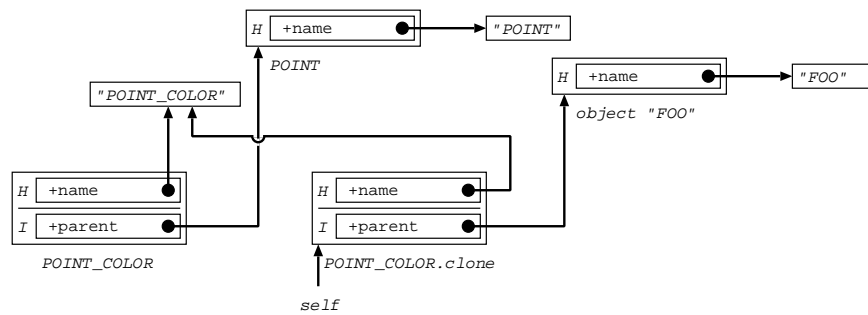 H +name "POINT"
POINT
H +name "FOO"
object "FOO"
"POINT_COLOR"
H +name
I +parent
POINT_COLOR
H +name
I +parent
POINT_COLOR.clone
self